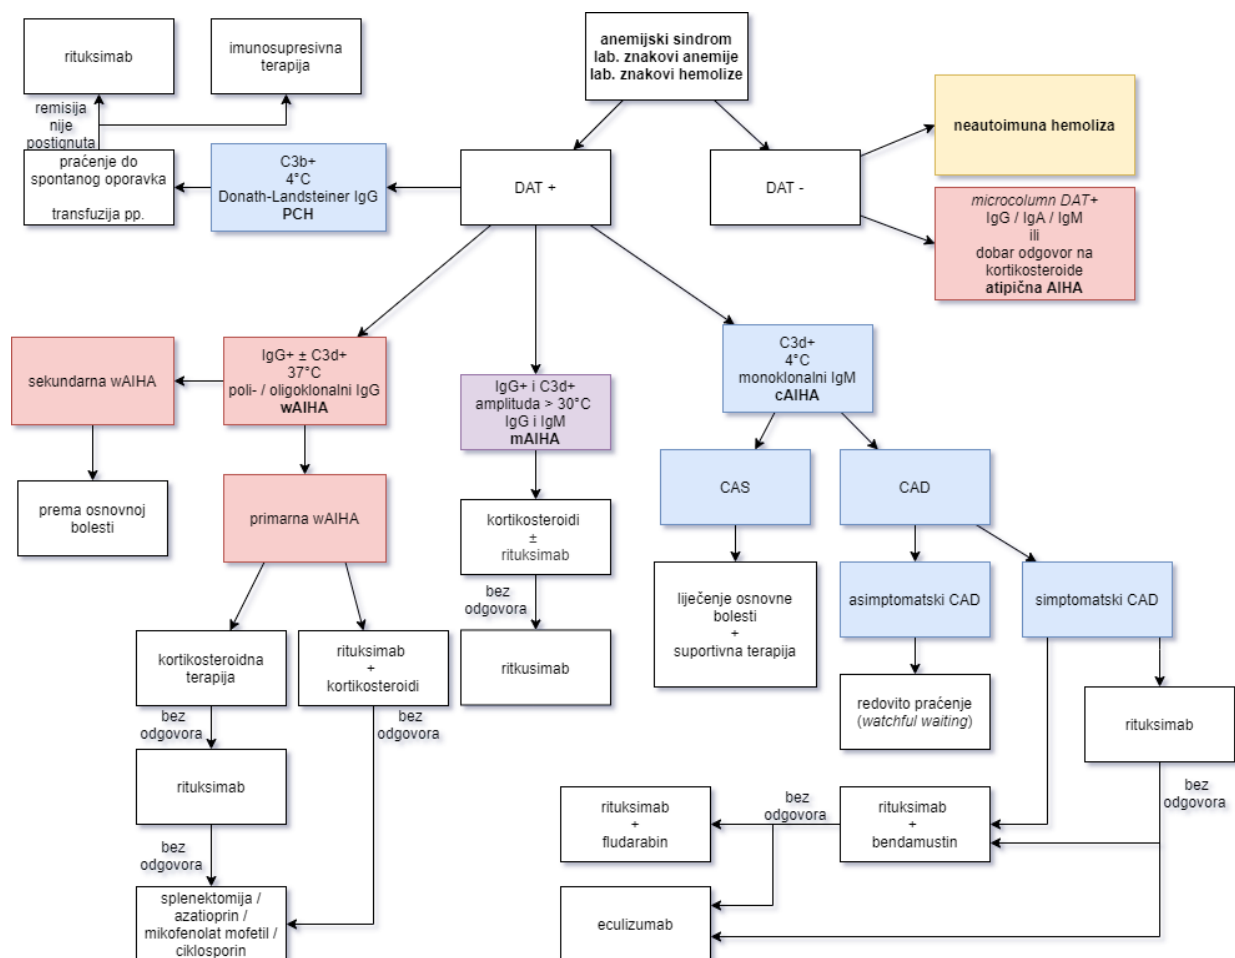 anemijski sindrom
lab. znakovi anemije
lab. znakovi hemolize
rituksimab
imunosupresivna
terapija
remisija
nije
postignuta
praćenje do
spontanog oporavka
transfuzija pp.
C3b+
4°C
Donath-Landsteiner IgG
PCH
DAT +
DAT -
neautoimuna hemoliza
microcolumn DAT+
IgG / IgA / IgM
ili
dobar odgovor na
kortikosteroide
atipična AIHA
sekundarna wAIHA
IgG+ ± C3d+
37°C
poli- / oligoklonalni IgG
wAIHA
IgG+ i C3d+
amplituda > 30°C
IgG i IgM
mAIHA
C3d+
4°C
monoklonalni IgM
cAIHA
prema osnovnoj
bolesti
primarna wAIHA
kortikosteroidi
±
rituksimab
CAS
CAD
bez
odgovora
ritkusimab
liječenje osnovne
bolesti
+
suportivna terapija
asimptomatski CAD
simptomatski CAD
kortikosteroidna
terapija
rituksimab
+
kortikosteroidi
redovito praćenje
(watchful waiting)
rituksimab
bez
odgovora
bez
odgovora
rituksimab
bez
odgovora
rituksimab
+
fludarabin
bez
odgovora
rituksimab
+
bendamustin
bez
odgovora
splenektomija /
azatioprin /
mikofenolat mofetil /
ciklosporin
eculizumab